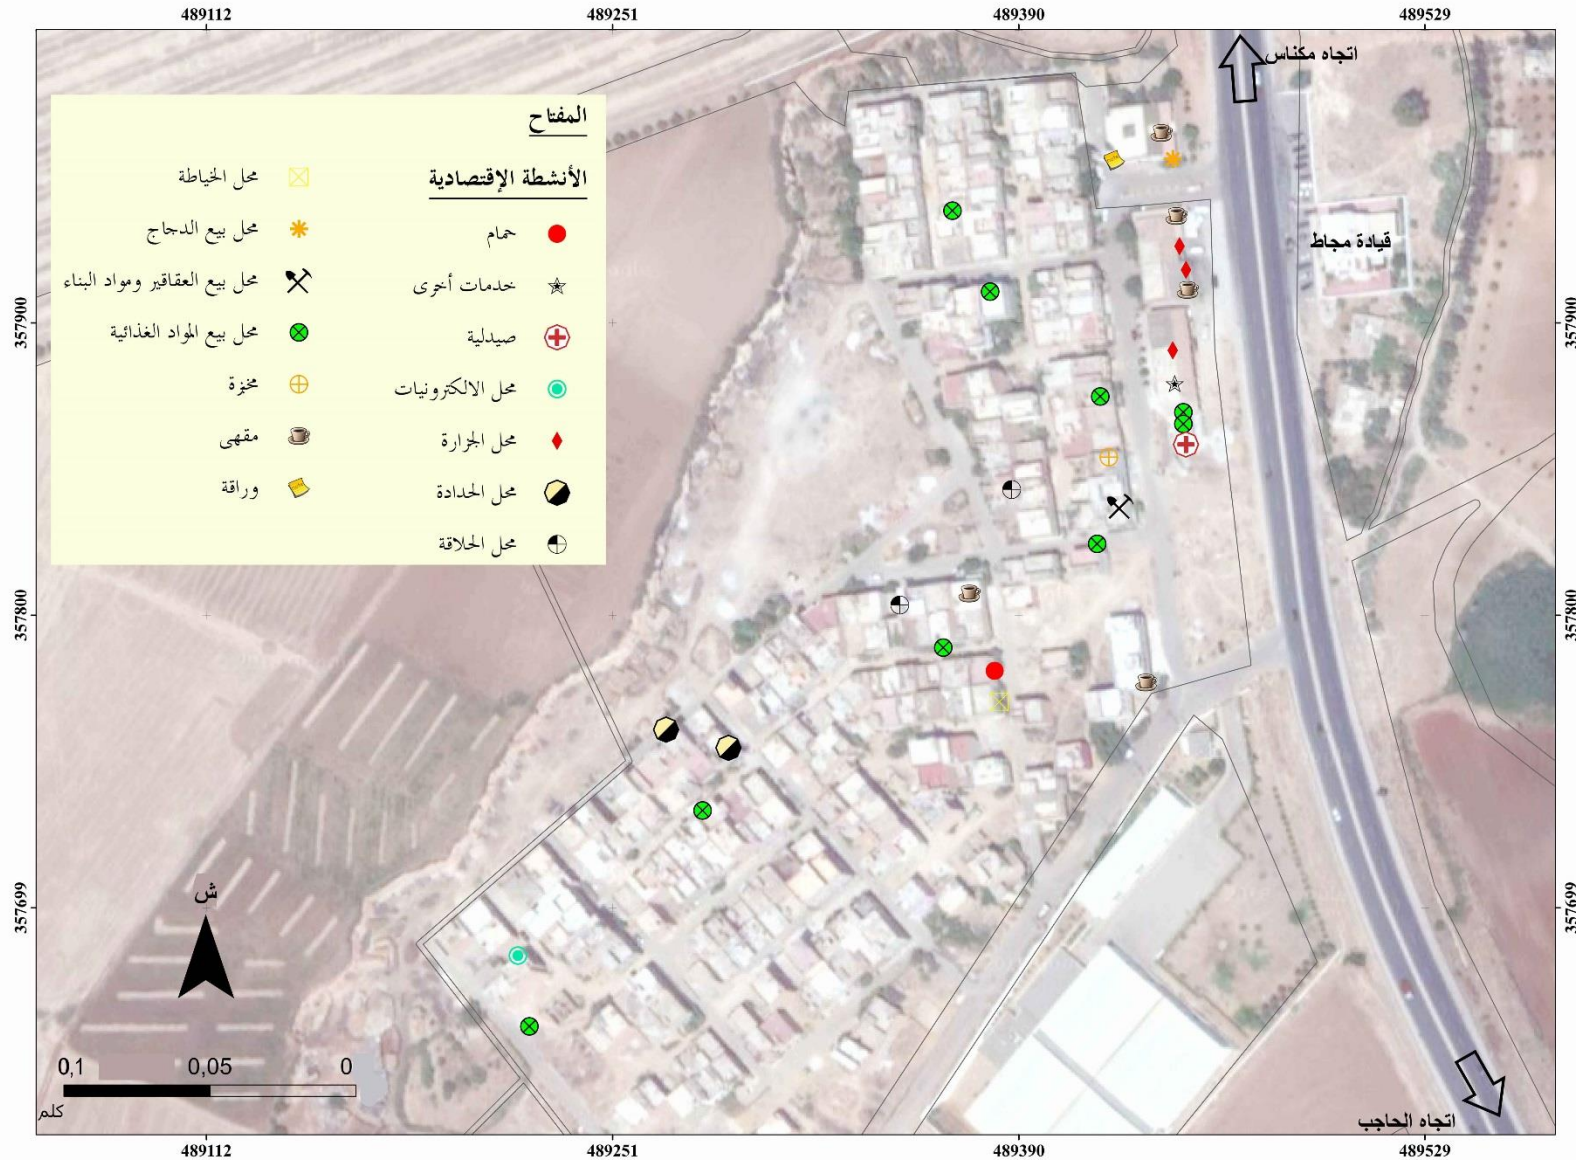 489112 489251 489390 489529
اتجاه مكناس
المفتاح
الأنشطة الإقتصادية
حمام
خدمات أخرى
صيدلية
محل الالكترونيات
محل الجزارة
محل الحدادة
محل الحلاقة
محل الخياطة
محل بيع الدجاج
محل بيع العقاقير ومواد البناء
محل بيع المواد الغذائية
مخبزة
مقهى
وراقة
قيادة مجاط
357900 357900
357800 357800
357699 357699
ش
0,1 0,05 0
كلم
اتجاه الحاجب
489112 489251 489390 489529